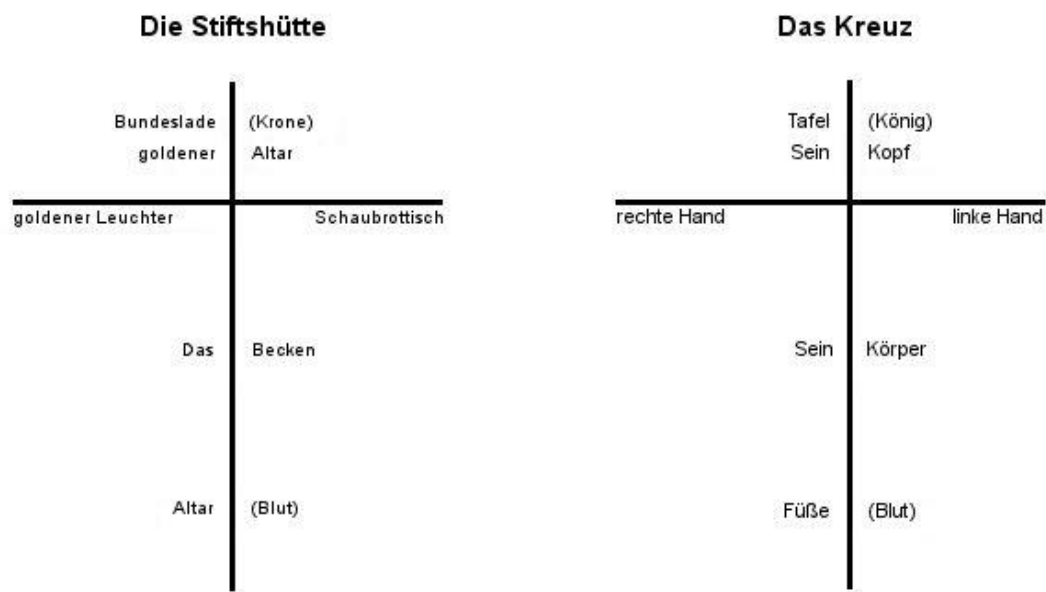 Die Stiftshütte
Bundeslade (Krone)
goldener Altar
goldener Leuchter Schaubrottisch
Das Becken
Altar (Blut)
Das Kreuz
Tafel (König)
Sein Kopf
rechte Hand linke Hand
Sein Körper
Füße (Blut)